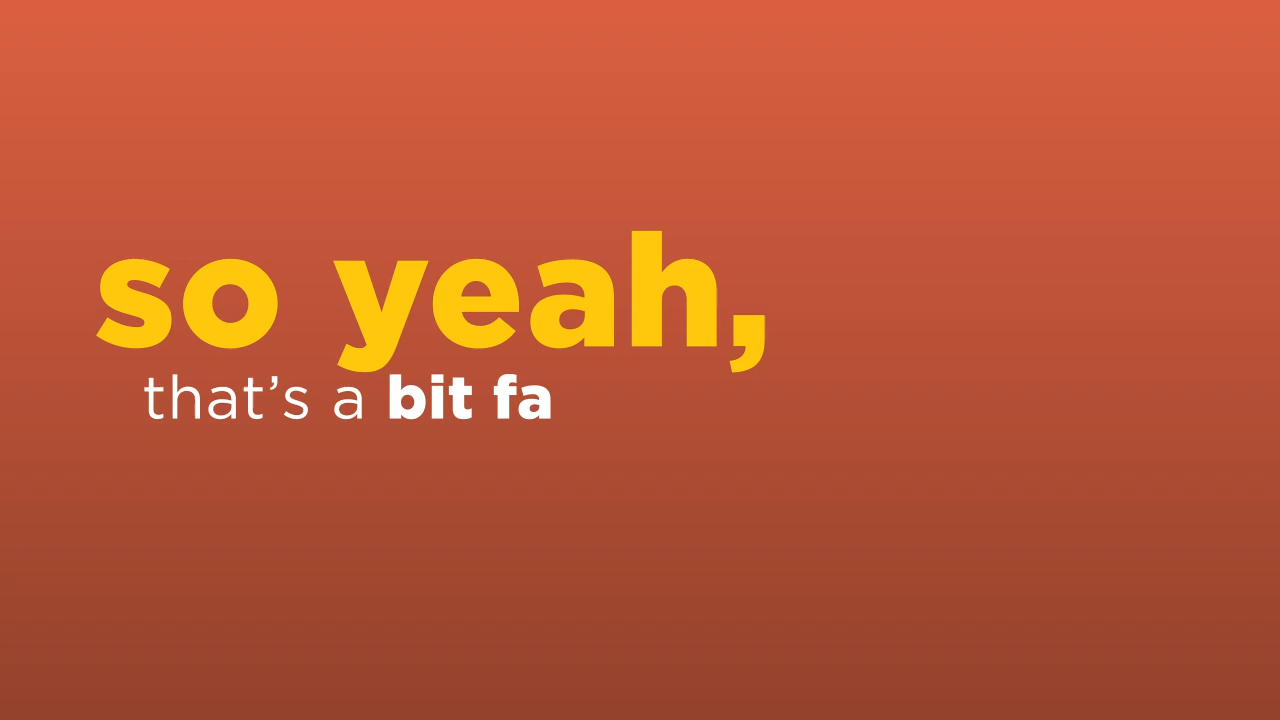 so yeah,
that’s a bit fa